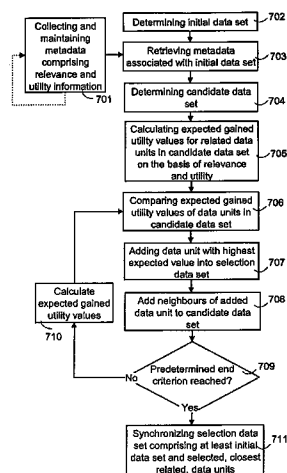 Collecting and
maintaining
metadata
comprising
relevance and
utility information
701
Determining initial data set
702
Retrieving metadata
associated with initial data set
703
Determining candidate data
set
704
Calculating expected gained
utility values for related data
units in candidate data set
on the basis of relevance
and utility
705
Comparing expected gained
utility values of data units in
candidate data set
706
Adding data unit with highest
expected value into selection
data set
707
Add neighbours of added
data unit to candidate data
set
708
Calculate
expected gained
utility values
710
Predetermined end
criterion reached?
709
No
Yes
Synchronizing selection data
set comprising at least initial
data set and selected, closest
related, data units
711